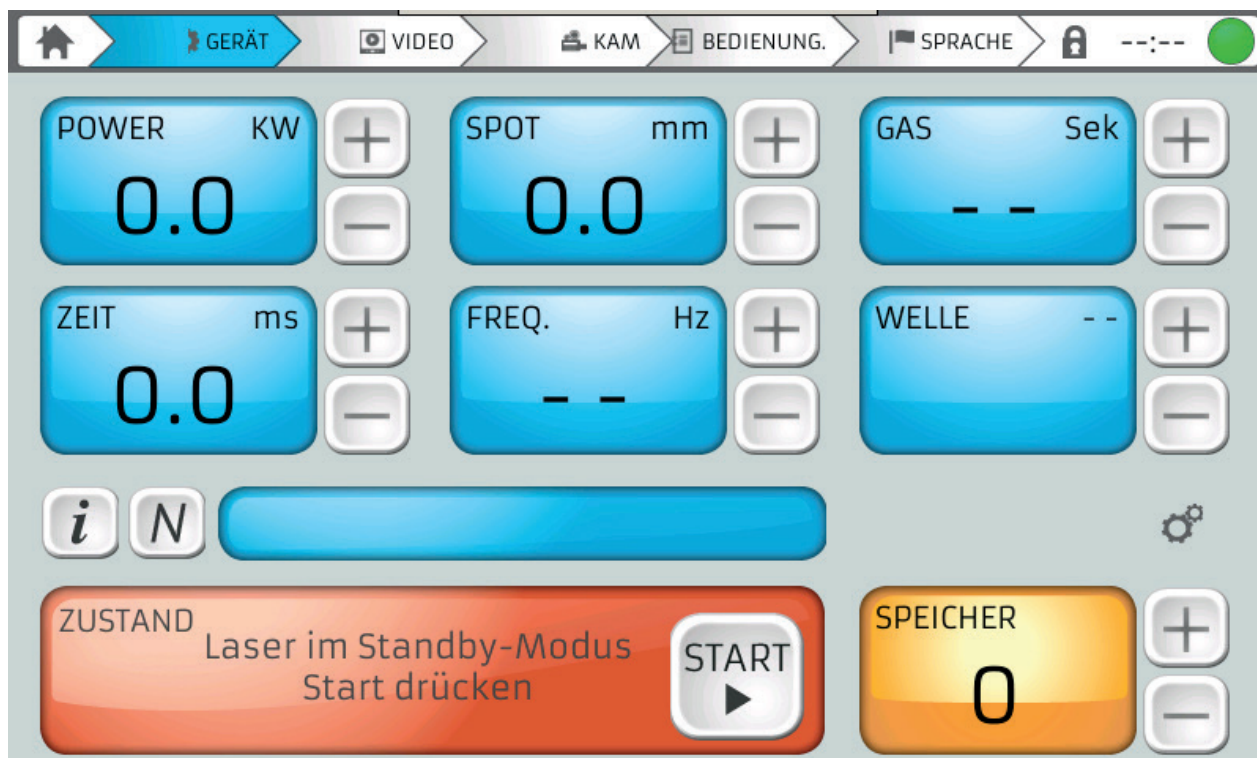 GERÄT VIDEO KAM BEDIENUNG. SPRACHE --:--
POWER KW
0.0
SPOT mm
0.0
GAS Sek
- -
ZEIT ms
0.0
FREQ. Hz
- -
WELLE - -
i N
ZUSTAND
Laser im Standby-Modus
Start drücken
START
SPEICHER
0